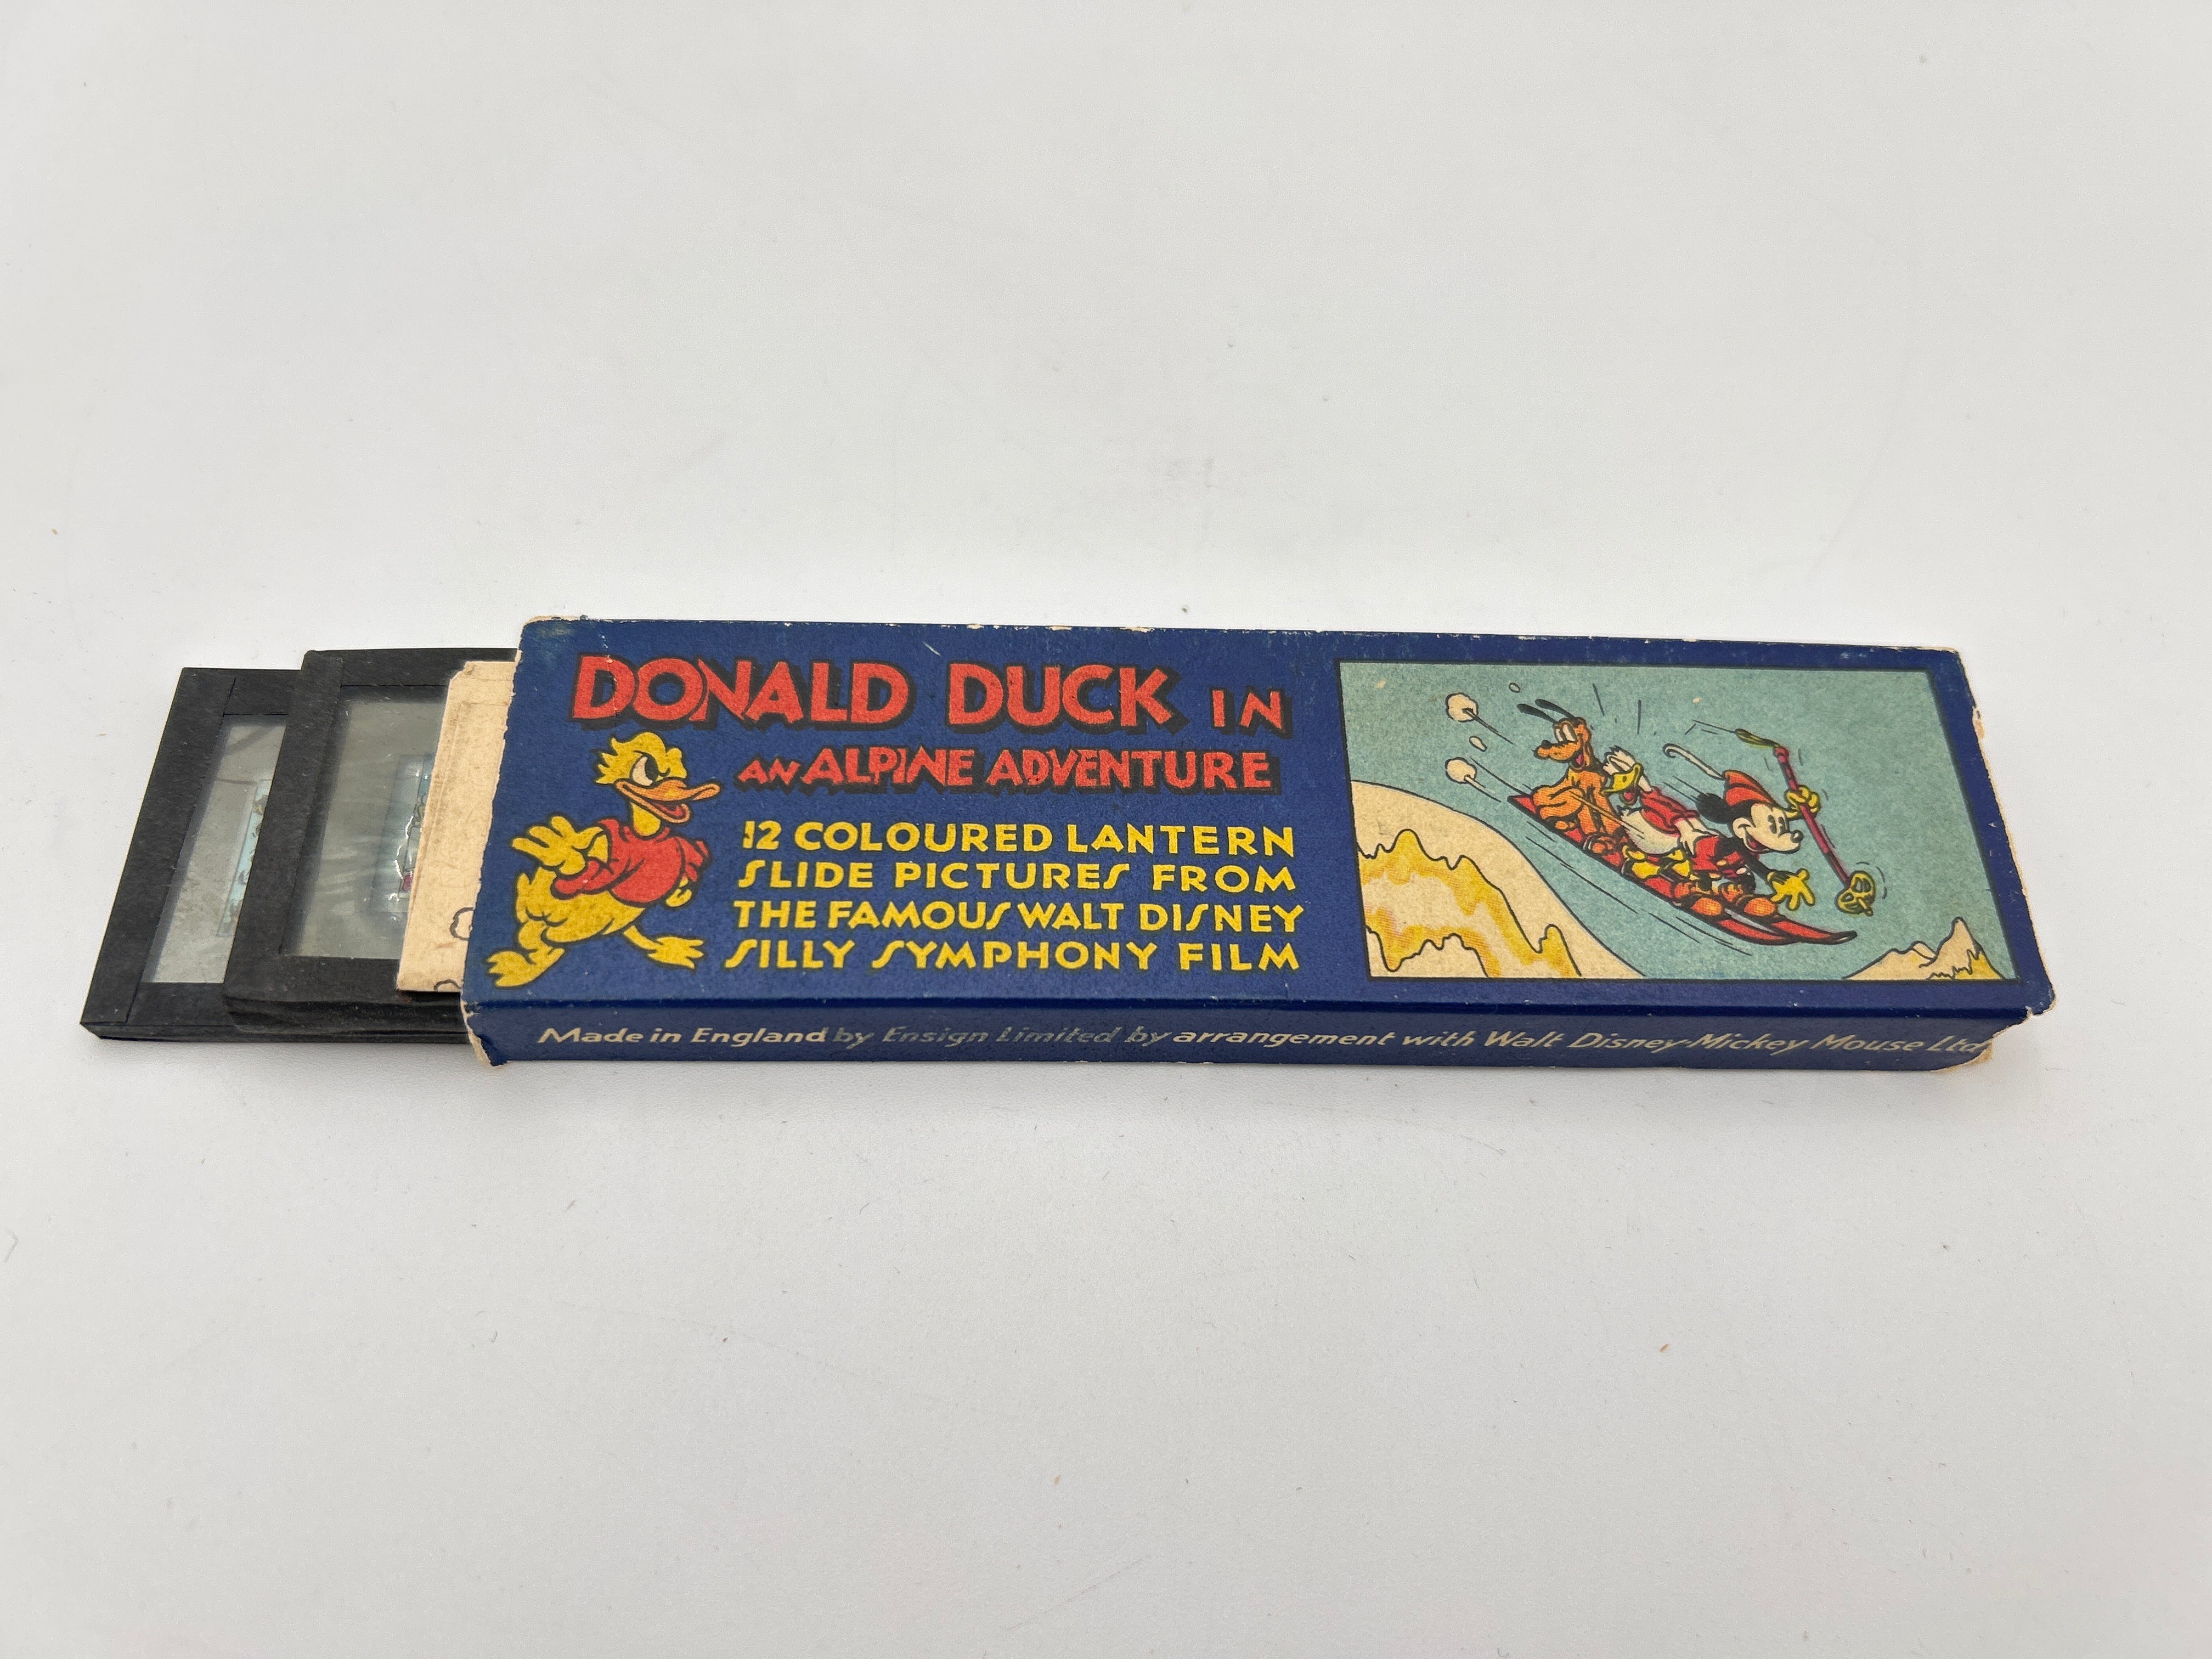 DONALD DUCK IN
AN ALPINE ADVENTURE
12 COLOURED LANTERN
SLIDE PICTURES FROM
THE FAMOUS WALT DISNEY
SILLY SYMPHONY FILM
Made in England by Ensign Limited by arrangement with Walt Disney-Mickey Mouse Ltd